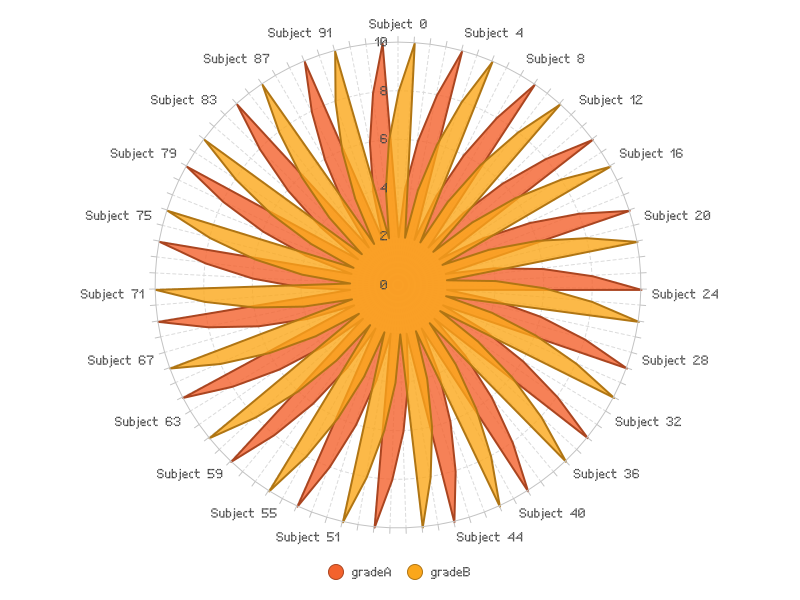 Subject 0
Subject 4
Subject 8
Subject 12
Subject 16
Subject 20
Subject 24
Subject 28
Subject 32
Subject 36
Subject 40
Subject 44
Subject 51
Subject 55
Subject 59
Subject 63
Subject 67
Subject 71
Subject 75
Subject 79
Subject 83
Subject 87
Subject 91
10
8
6
4
2
0
gradeA gradeB